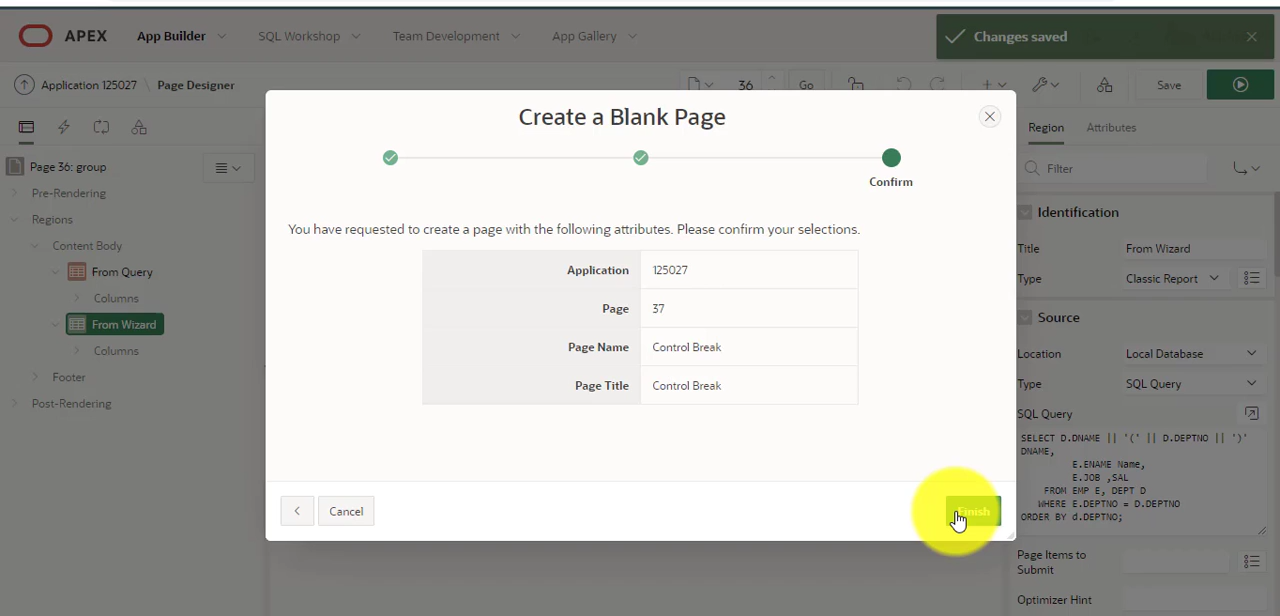 APEX
App Builder
SQL Workshop
Team Development
App Gallery
Changes saved
Application 125027 \ Page Designer
36
Go
Save
Page 36: group
Pre-Rendering
Regions
Content Body
From Query
Columns
From Wizard
Columns
Footer
Post-Rendering
Create a Blank Page
Confirm
You have requested to create a page with the following attributes. Please confirm your selections.
Application 125027
Page 37
Page Name Control Break
Page Title Control Break
Cancel
Finish
Region
Attributes
Filter
Identification
Title From Wizard
Type Classic Report
Source
Location Local Database
Type SQL Query
SQL Query
SELECT D.DNAME || '(' || D.DEPTNO || ')'
DNAME,
E.ENAME Name,
E.JOB ,SAL
FROM EMP E, DEPT D
WHERE E.DEPTNO = D.DEPTNO
ORDER BY d.DEPTNO;
Page Items to
Submit
Optimizer Hint